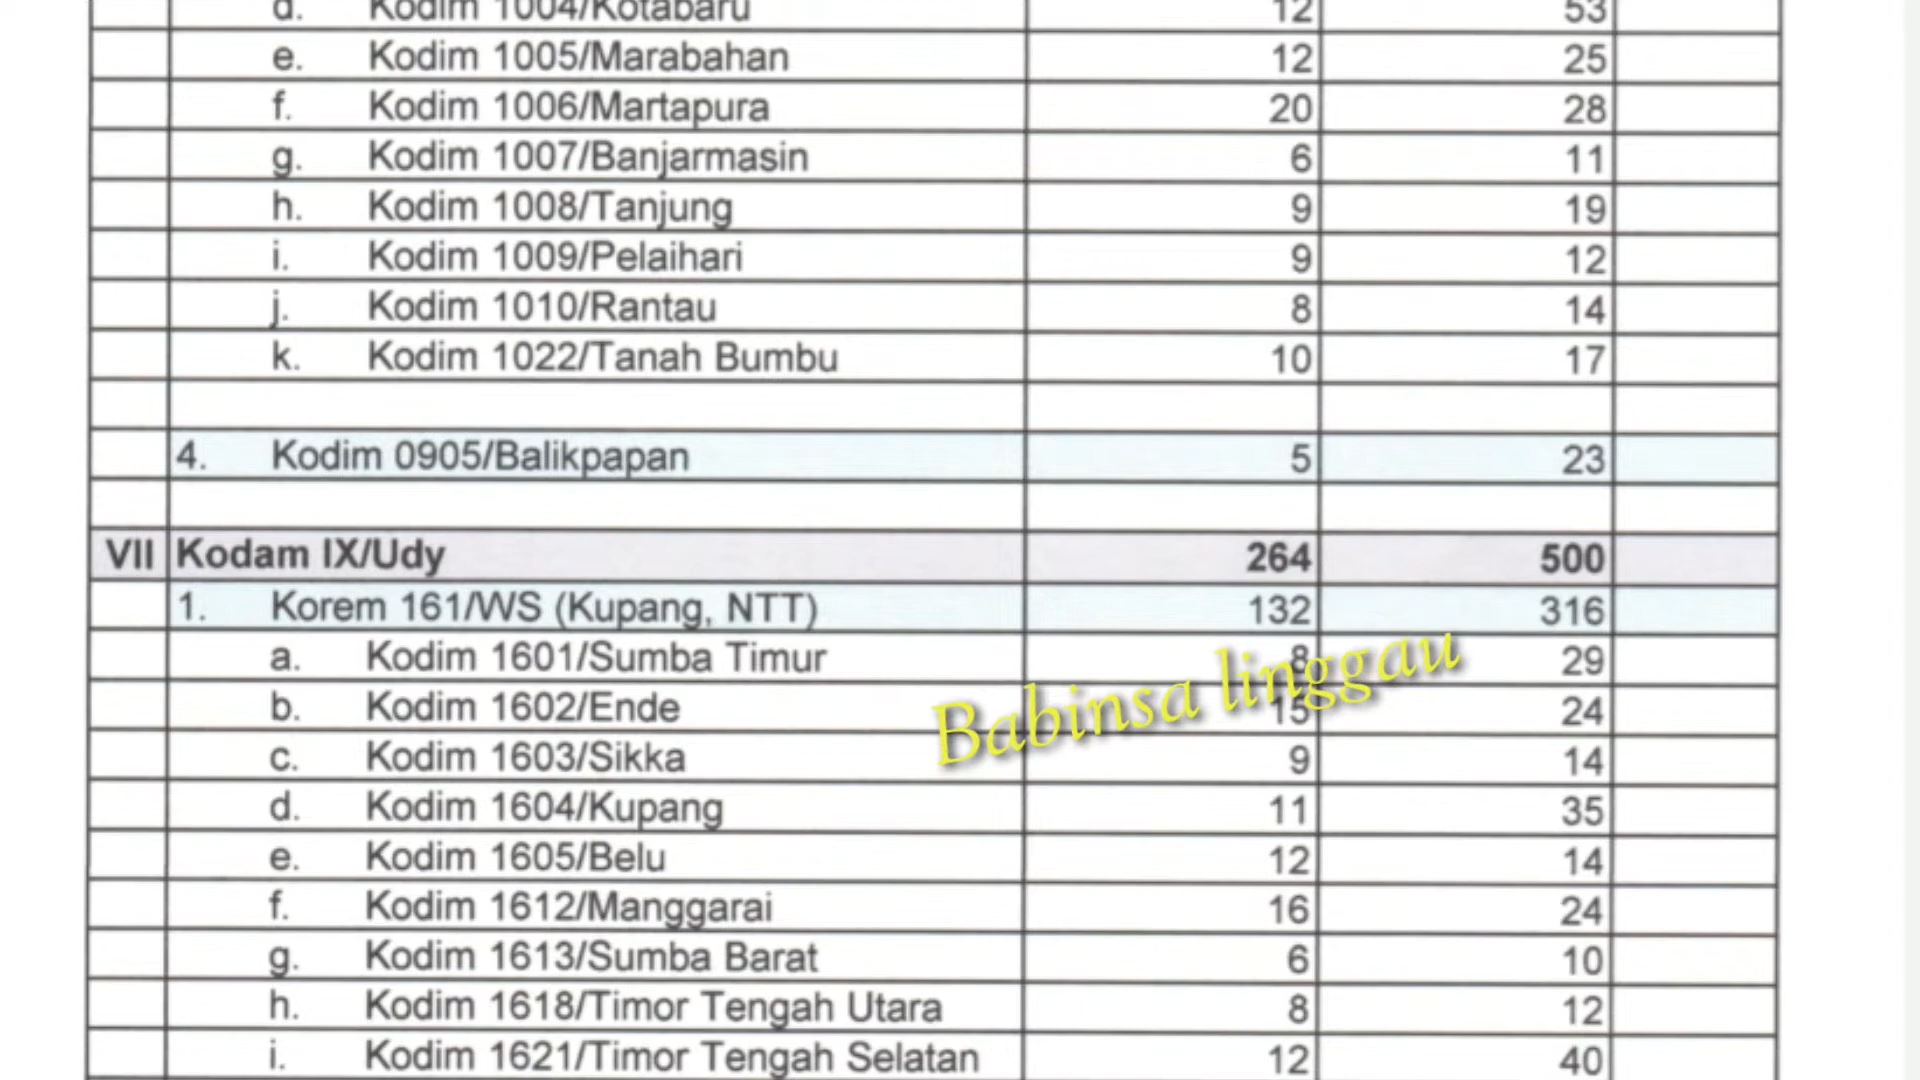 d. Kodim 1004/Kotabaru 12 53
e. Kodim 1005/Marabahan 12 25
f. Kodim 1006/Martapura 20 28
g. Kodim 1007/Banjarmasin 6 11
h. Kodim 1008/Tanjung 9 19
i. Kodim 1009/Pelaihari 9 12
j. Kodim 1010/Rantau 8 14
k. Kodim 1022/Tanah Bumbu 10 17
4. Kodim 0905/Balikpapan 5 23
VII Kodam IX/Udy 264 500
1. Korem 161/WS (Kupang, NTT) 132 316
a. Kodim 1601/Sumba Timur 8 29
b. Kodim 1602/Ende 15 24
Babinsa linggau
c. Kodim 1603/Sikka 9 14
d. Kodim 1604/Kupang 11 35
e. Kodim 1605/Belu 12 14
f. Kodim 1612/Manggarai 16 24
g. Kodim 1613/Sumba Barat 6 10
h. Kodim 1618/Timor Tengah Utara 8 12
i. Kodim 1621/Timor Tengah Selatan 12 40